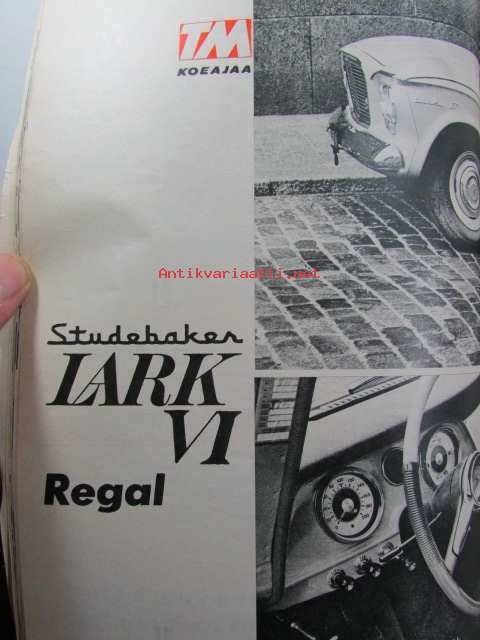 TM
KOEAJAA
Antikvariaatti.net
Studebaker
LARK
VI
Regal